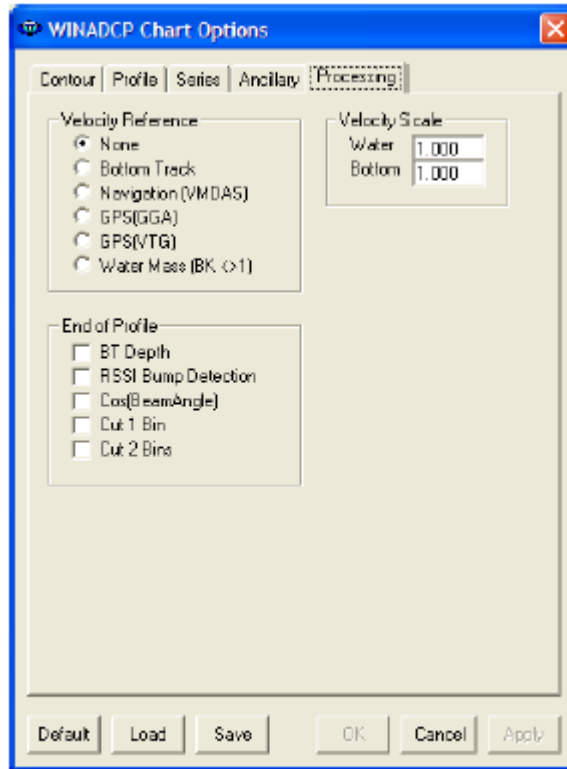 WINADCP Chart Options
Contour Profile Series Ancillary Processing
Velocity Reference
None
Bottom Track
Navigation (VMDAS)
GPS(GGA)
GPS(VTG)
Water Mass (BK <>1)
Velocity Scale
Water 1.000
Bottom 1.000
End of Profile
BT Depth
RSSI Bump Detection
Cos(BeamAngle)
Cut 1 Bin
Cut 2 Bins
Default Load Save OK Cancel Apply